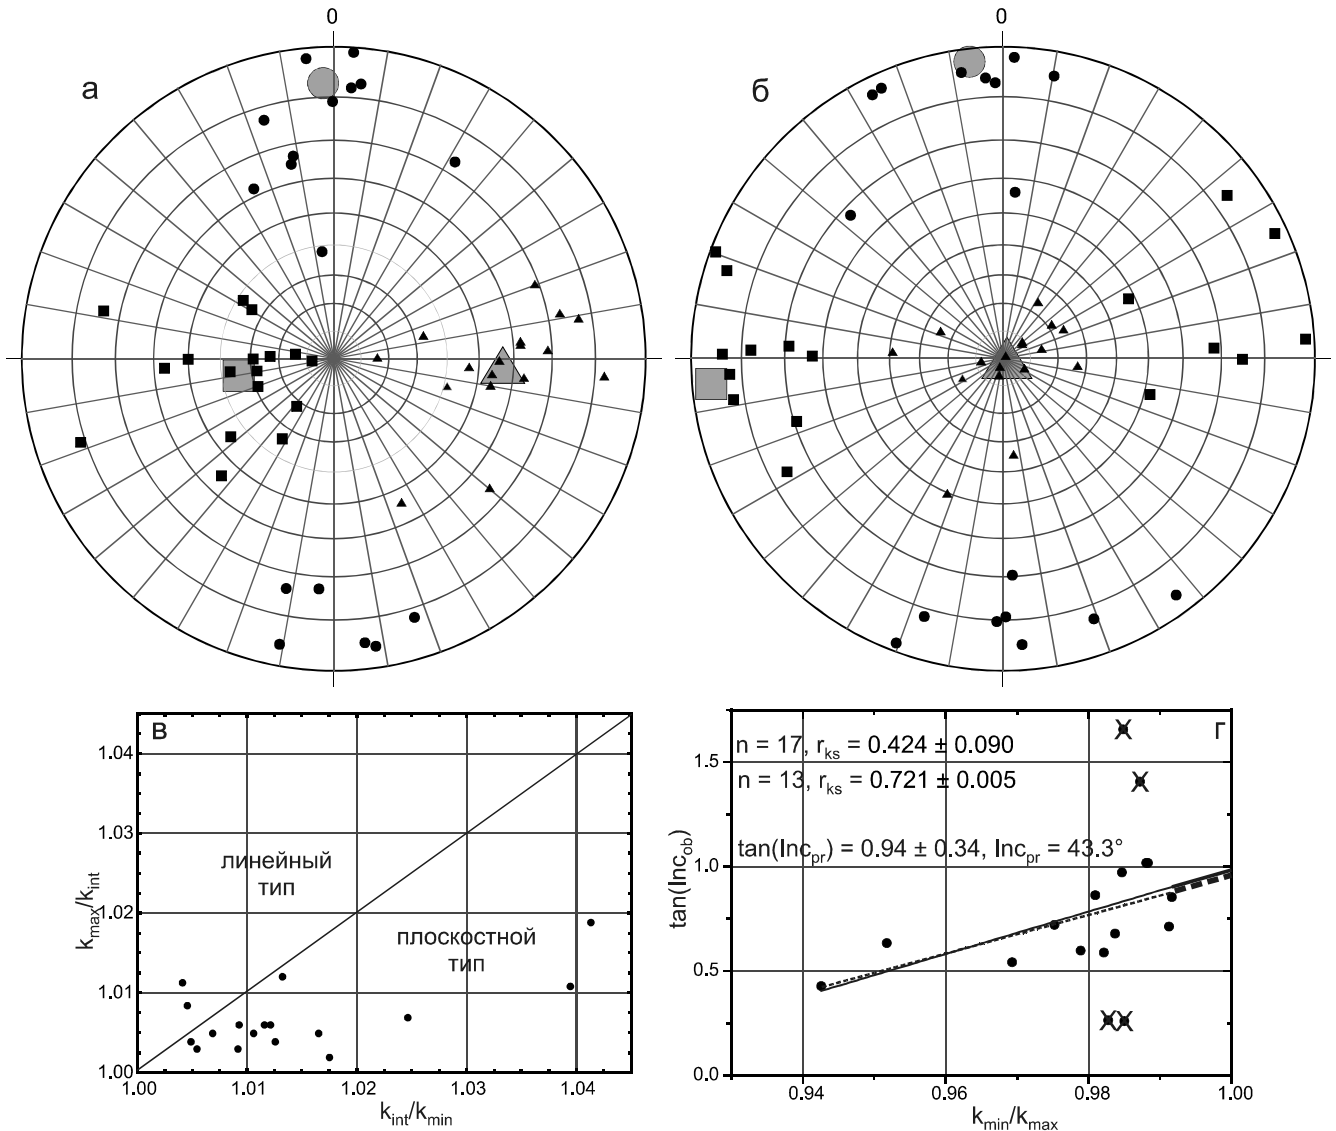 0
0
а
б
в
1.04
1.03
1.02
1.01
1.00
kmax/kint
линейный
тип
плоскостной
тип
1.00
1.01
1.02
1.03
1.04
kint/kmin
г
n = 17, rks = 0.424 ± 0.090
n = 13, rks = 0.721 ± 0.005
tan(Incpr) = 0.94 ± 0.34, Incpr = 43.3°
1.5
1.0
0.5
0.0
tan(Incob)
0.94
0.96
0.98
1.00
kmin/kmax